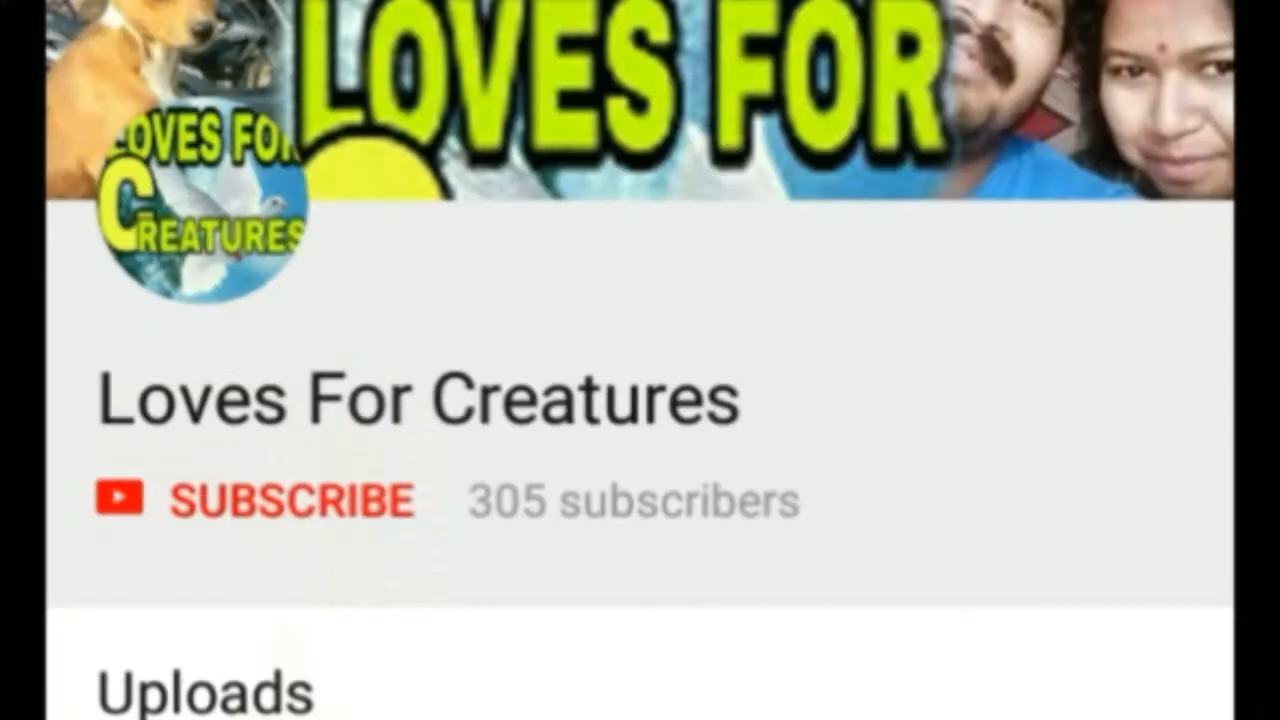 LOVES FOR
LOVES FOR
CREATURES
Loves For Creatures
SUBSCRIBE 305 subscribers
Uploads